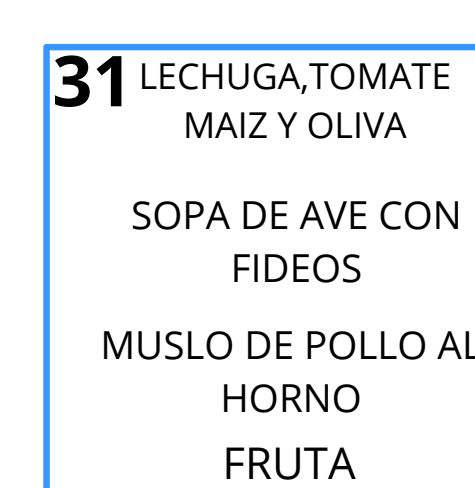 31 LECHUGA,TOMATE
MAIZ Y OLIVA
SOPA DE AVE CON
FIDEOS
MUSLO DE POLLO AL
HORNO
FRUTA